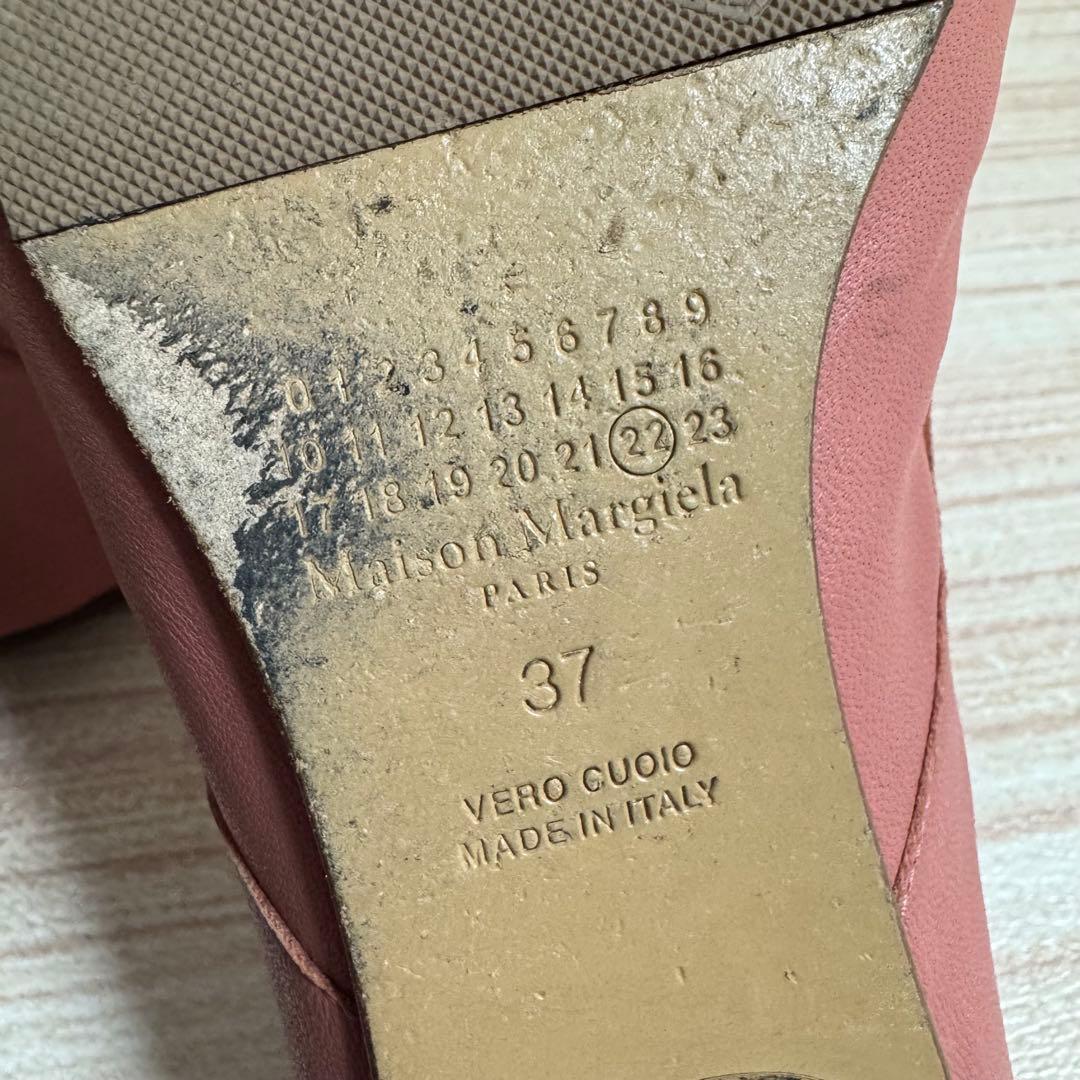 0 1 2 3 4 5 6 7 8 9
10 11 12 13 14 15 16
17 18 19 20 21 22 23
Maison Margiela
PARIS
37
VERO CUOIO
MADE IN ITALY